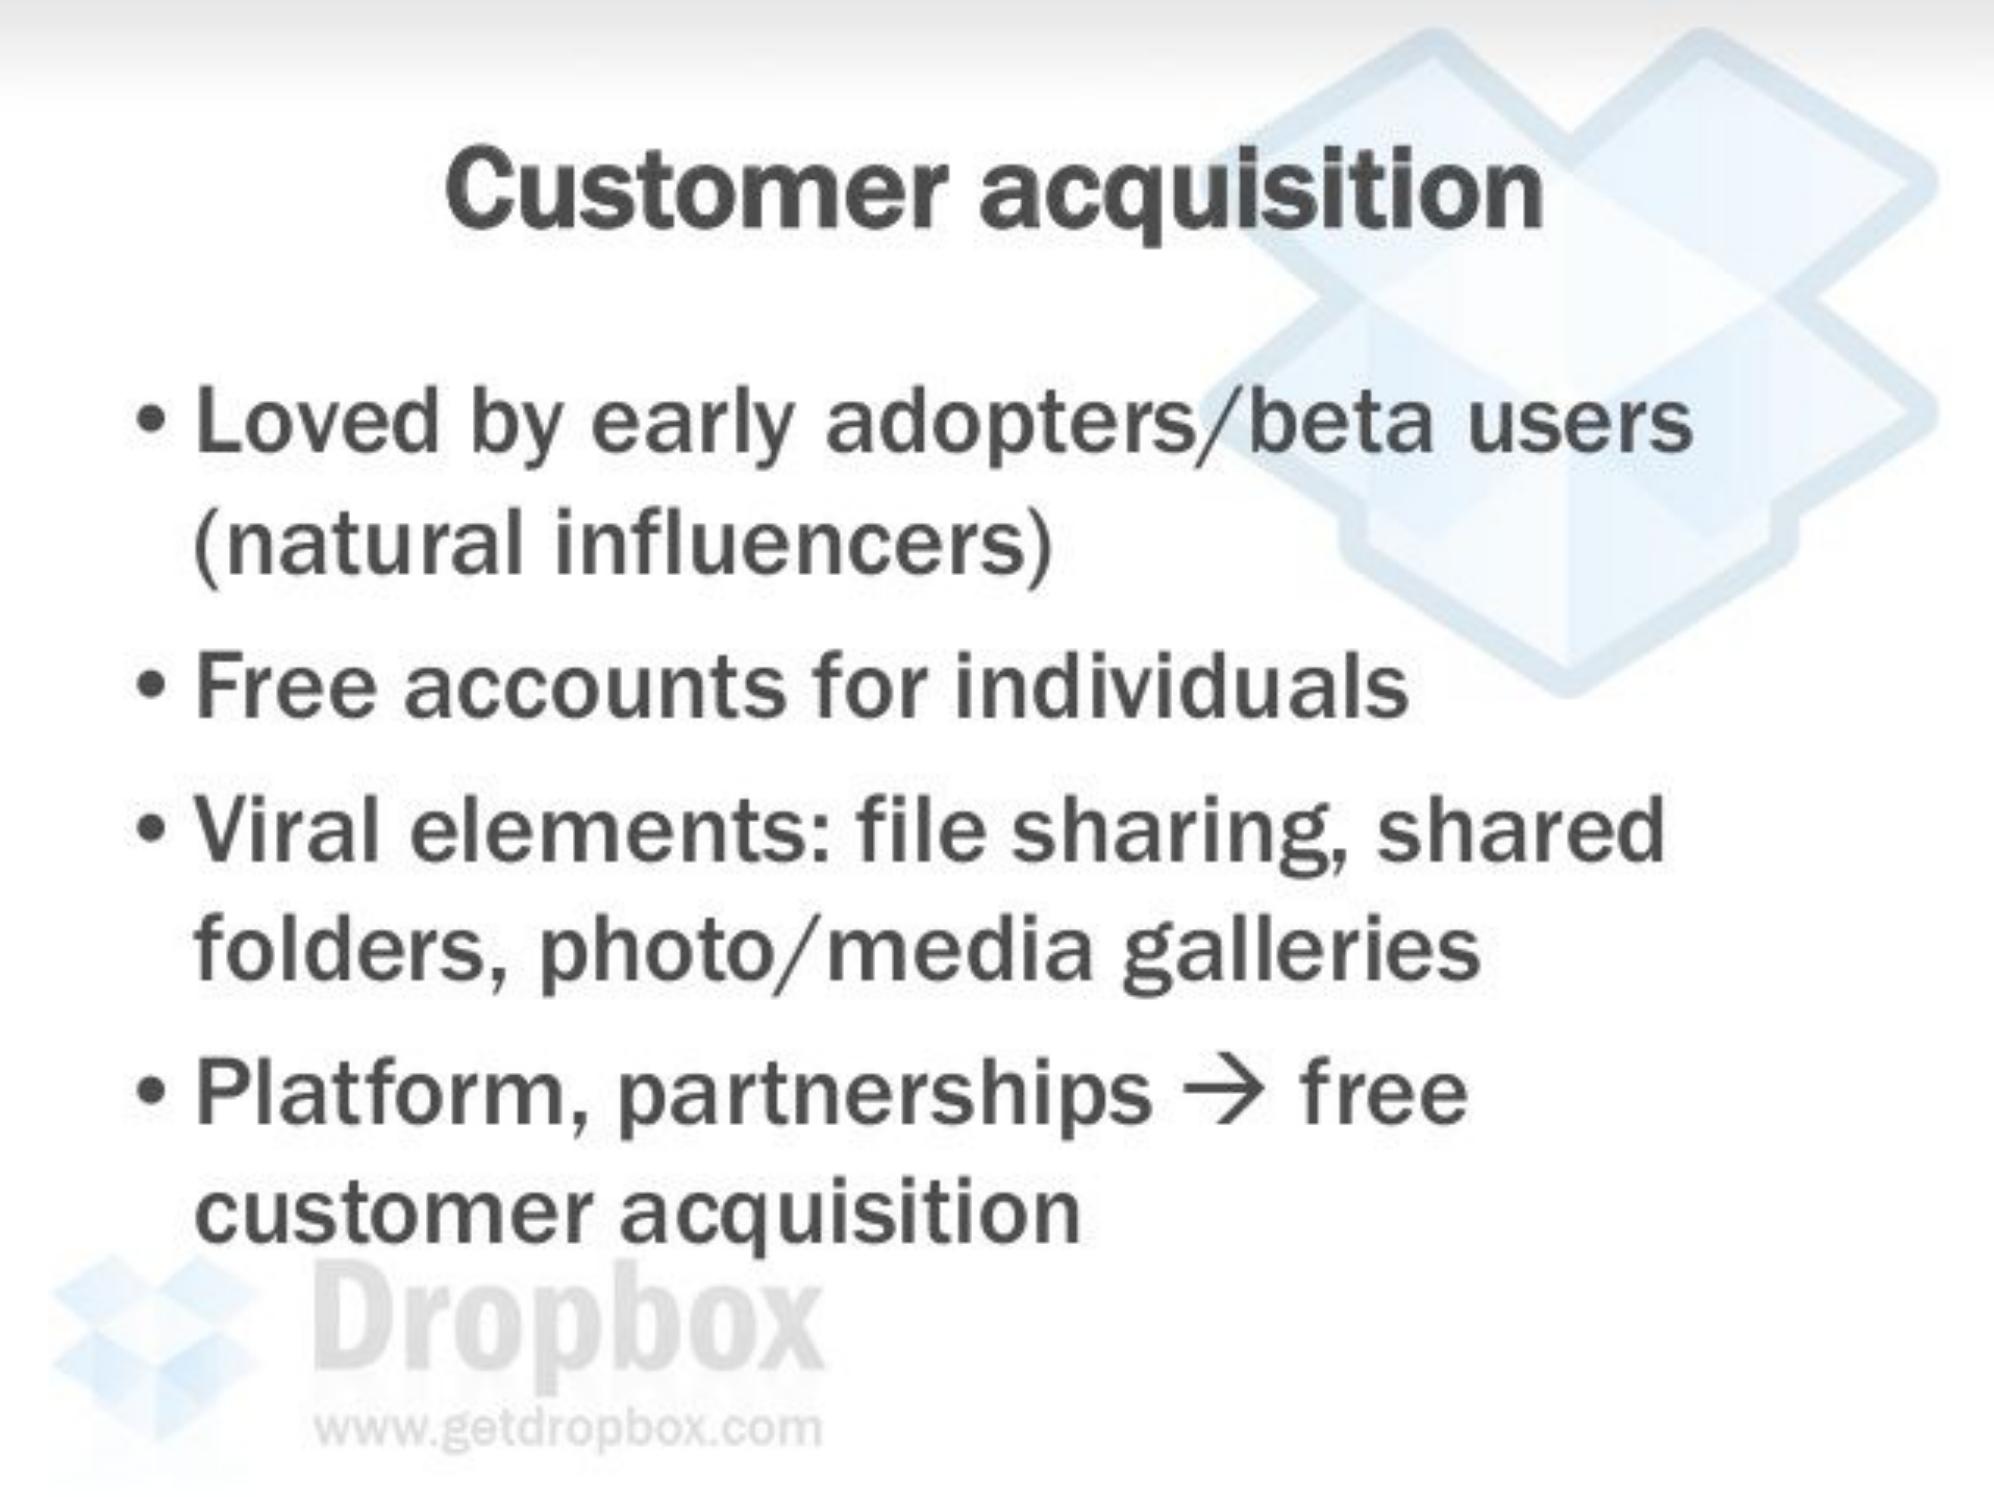 Customer acquisition
• Loved by early adopters/beta users
(natural influencers)
• Free accounts for individuals
• Viral elements: file sharing, shared
folders, photo/media galleries
• Platform, partnerships → free
customer acquisition
Dropbox
www.getdropbox.com